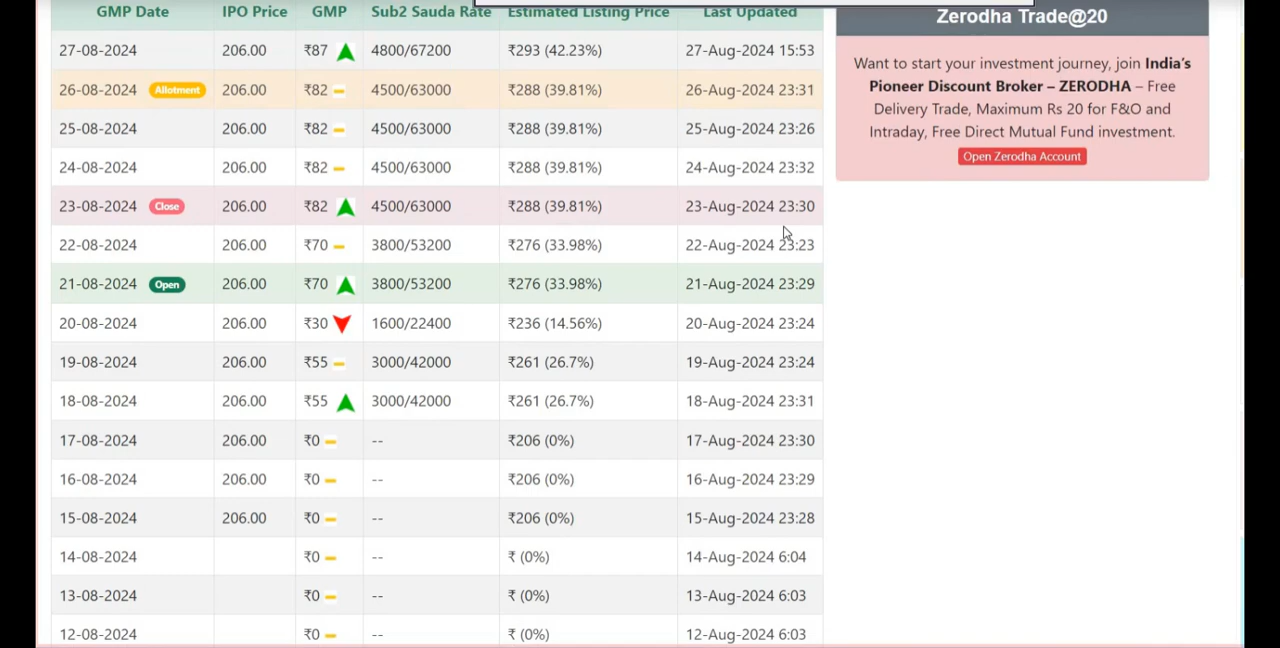 GMP Date IPO Price GMP Sub2 Sauda Rate Estimated Listing Price Last Updated
27-08-2024 206.00 ₹87 4800/67200 ₹293 (42.23%) 27-Aug-2024 15:53
26-08-2024 Allotment 206.00 ₹82 4500/63000 ₹288 (39.81%) 26-Aug-2024 23:31
25-08-2024 206.00 ₹82 4500/63000 ₹288 (39.81%) 25-Aug-2024 23:26
24-08-2024 206.00 ₹82 4500/63000 ₹288 (39.81%) 24-Aug-2024 23:32
23-08-2024 Close 206.00 ₹82 4500/63000 ₹288 (39.81%) 23-Aug-2024 23:30
22-08-2024 206.00 ₹70 3800/53200 ₹276 (33.98%) 22-Aug-2024 23:23
21-08-2024 Open 206.00 ₹70 3800/53200 ₹276 (33.98%) 21-Aug-2024 23:29
20-08-2024 206.00 ₹30 1600/22400 ₹236 (14.56%) 20-Aug-2024 23:24
19-08-2024 206.00 ₹55 3000/42000 ₹261 (26.7%) 19-Aug-2024 23:24
18-08-2024 206.00 ₹55 3000/42000 ₹261 (26.7%) 18-Aug-2024 23:31
17-08-2024 206.00 ₹0 -- ₹206 (0%) 17-Aug-2024 23:30
16-08-2024 206.00 ₹0 -- ₹206 (0%) 16-Aug-2024 23:29
15-08-2024 206.00 ₹0 -- ₹206 (0%) 15-Aug-2024 23:28
14-08-2024 ₹0 -- ₹ (0%) 14-Aug-2024 6:04
13-08-2024 ₹0 -- ₹ (0%) 13-Aug-2024 6:03
12-08-2024 ₹0 -- ₹ (0%) 12-Aug-2024 6:03
Zerodha Trade@20
Want to start your investment journey, join India's
Pioneer Discount Broker – ZERODHA – Free
Delivery Trade, Maximum Rs 20 for F&O and
Intraday, Free Direct Mutual Fund investment.
Open Zerodha Account